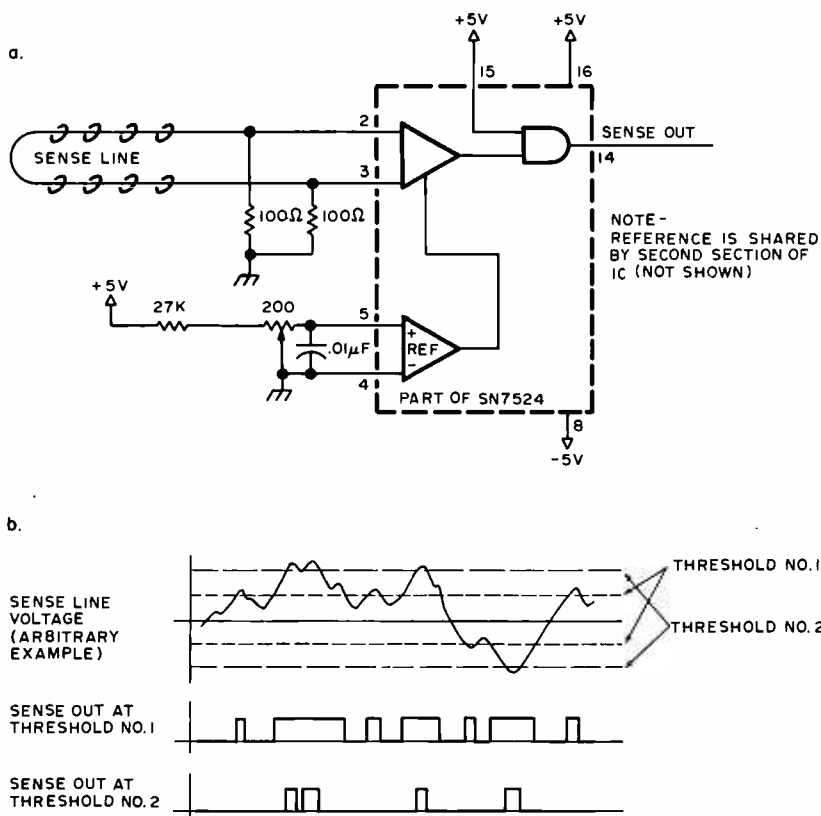 a.
+5V
+5V
15
16
2
SENSE LINE
3
SENSE OUT
14
100Ω
100Ω
NOTE-
REFERENCE IS SHARED
BY SECOND SECTION OF
IC (NOT SHOWN)
+5V
27K
200
5
.01µF
+
REF
-
4
PART OF SN7524
8
-5V
b.
SENSE LINE
VOLTAGE
(ARBITRARY
EXAMPLE)
THRESHOLD NO.1
THRESHOLD NO.2
SENSE OUT AT
THRESHOLD NO.1
SENSE OUT AT
THRESHOLD NO.2